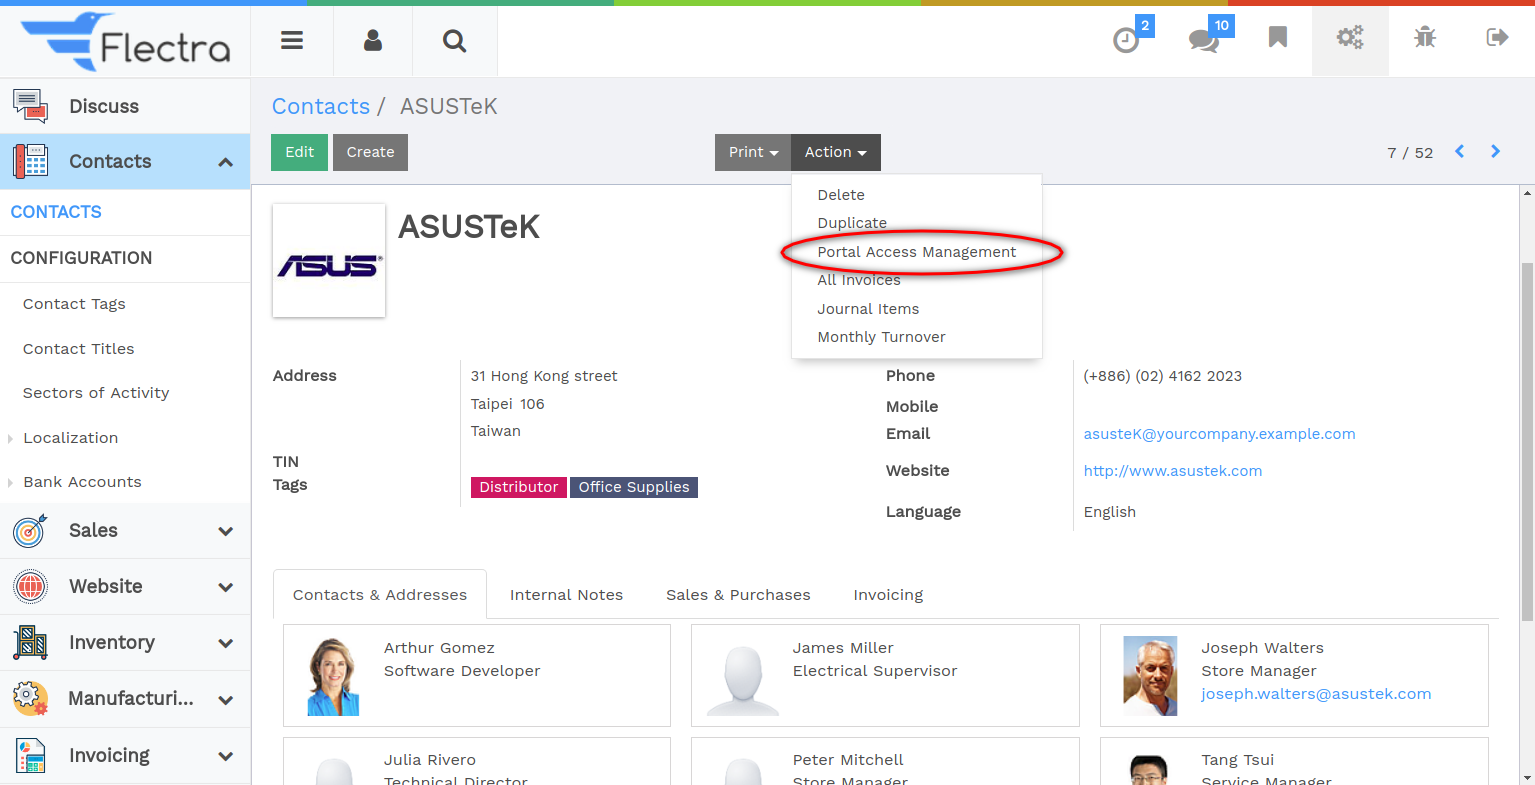 Flectra
2
10
Discuss
Contacts
CONTACTS
CONFIGURATION
Contact Tags
Contact Titles
Sectors of Activity
Localization
Bank Accounts
Sales
Website
Inventory
Manufacturi...
Invoicing
Contacts / ASUSTeK
Edit Create Print Action 7 / 52
Delete
Duplicate
Portal Access Management
All Invoices
Journal Items
Monthly Turnover
ASUS®
ASUSTeK
Address 31 Hong Kong street
Taipei 106
Taiwan
TIN
Tags Distributor Office Supplies
Phone (+886) (02) 4162 2023
Mobile
Email asusteK@yourcompany.example.com
Website http://www.asustek.com
Language English
Contacts & Addresses Internal Notes Sales & Purchases Invoicing
Arthur Gomez
Software Developer
James Miller
Electrical Supervisor
Joseph Walters
Store Manager
joseph.walters@asustek.com
Julia Rivero
Technical Director
Peter Mitchell
Store Manager
Tang Tsui
Service Manager